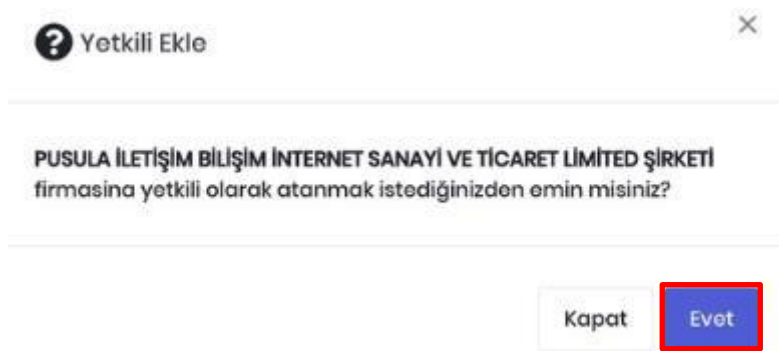 Yetkili Ekle
PUSULA İLETİŞİM BİLİŞİM İNTERNET SANAYİ VE TİCARET LİMİTED ŞİRKETİ
firmasina yetkili olarak atanmak istediğinizden emin misiniz?
Kapat
Evet